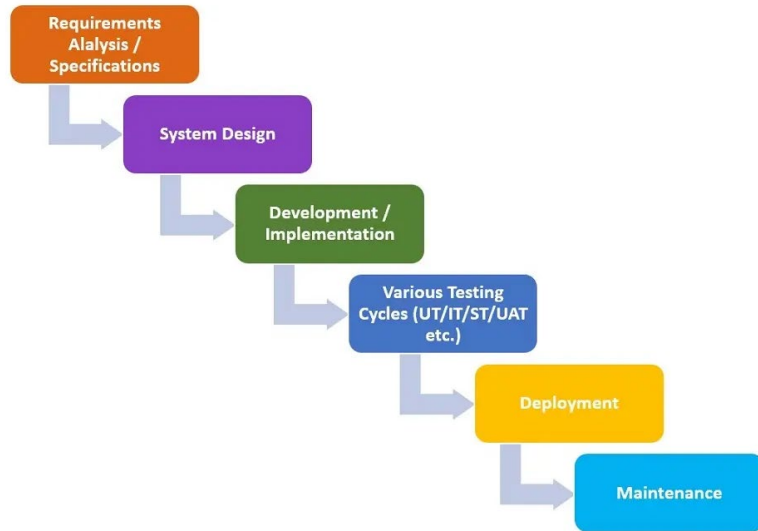 Requirements
Alalysis /
Specifications
System Design
Development /
Implementation
Various Testing
Cycles (UT/IT/ST/UAT
etc.)
Deployment
Maintenance